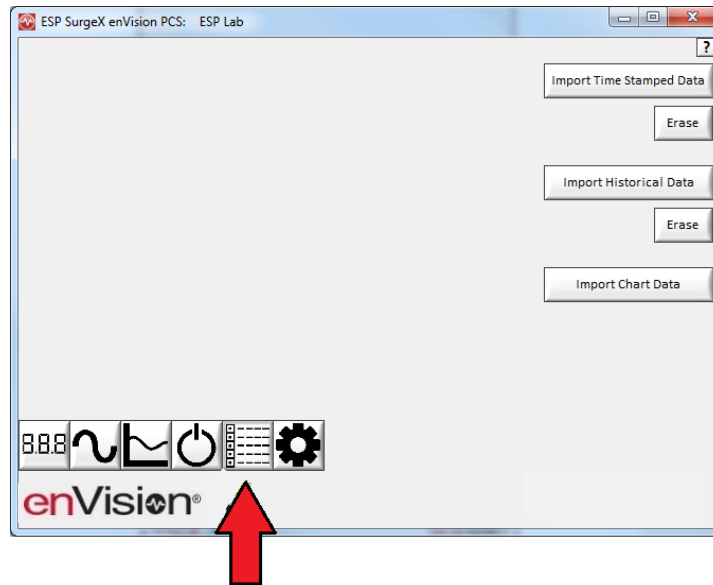 ESP SurgeX enVision PCS: ESP Lab
?
Import Time Stamped Data
Erase
Import Historical Data
Erase
Import Chart Data
8.8.8
enVision®